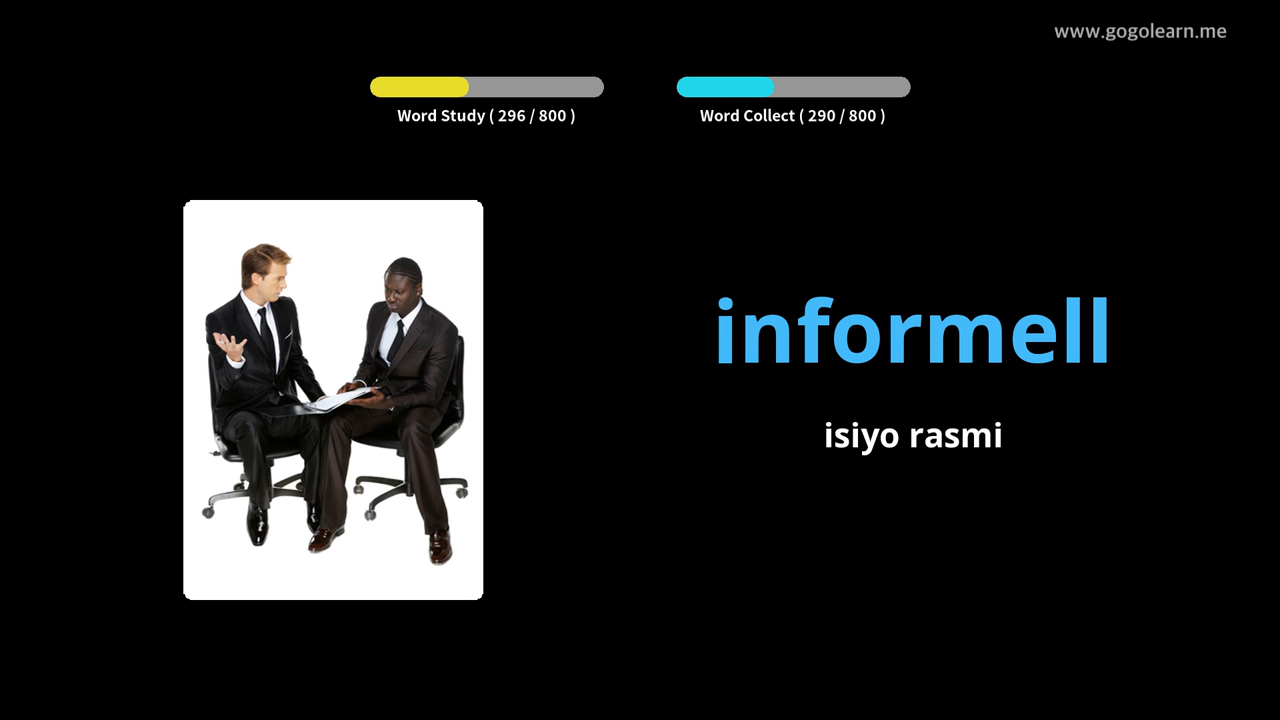 www.gogolearn.me
Word Study ( 296 / 800 )
Word Collect ( 290 / 800 )
informell
isiyo rasmi